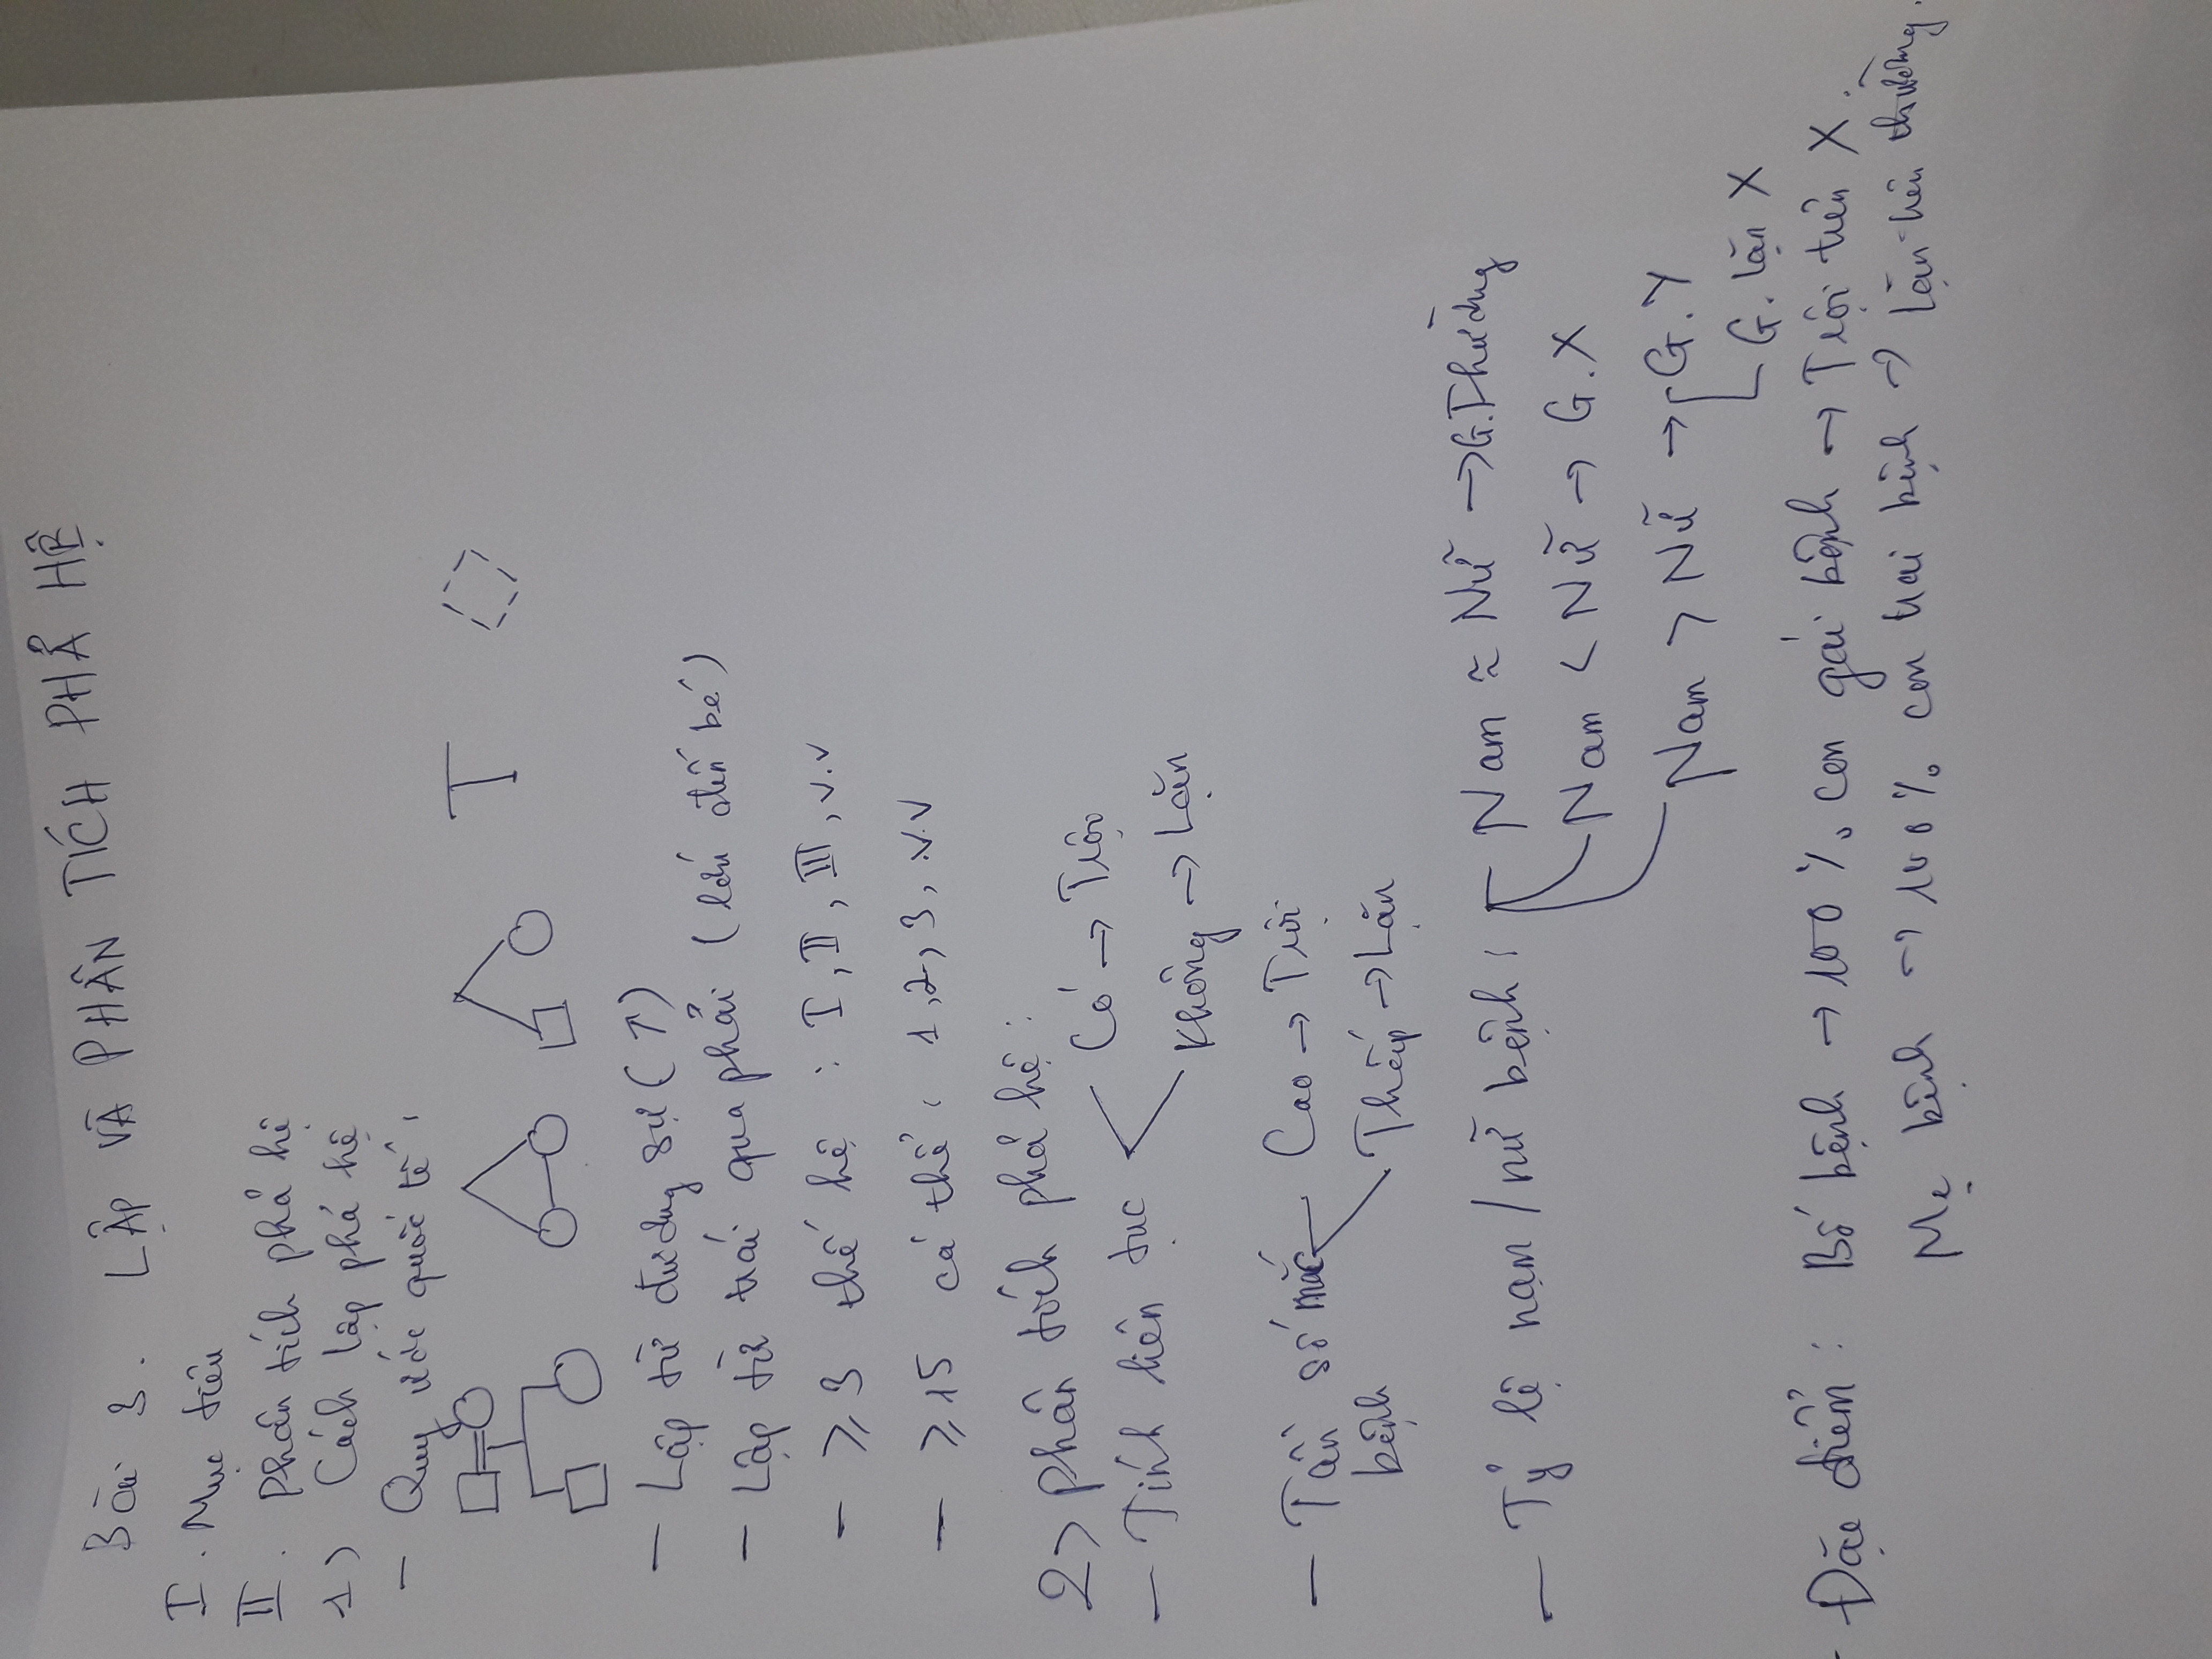 Bài 3. LẬP VÀ PHÂN TÍCH PHẢ HỆ
I. Mục tiêu
II. Phân tích phả hệ
1) Cách lập phả hệ
- Quy ước quốc tế:
- Lập từ đương sự (↑)
- Lập từ trái qua phải (lớn đến bé)
- ≥ 3 thế hệ : I, II, III, v.v
- ≥ 15 cá thể: 1, 2, 3, v.v
2) Phân tích phả hệ:
- Tính liên tục
Có → Trội
Không → Lặn
- Tần số mắc bệnh
Cao → Trội
Thấp → Lặn
- Tỷ lệ nam/nữ bệnh:
Nam ≈ Nữ → G.Thường
Nam < Nữ → G.X
Nam > Nữ → G.Y
G. lặn X
- Đặc điểm: Bố bệnh → 100% con gái bệnh → Trội trên X.
Mẹ bệnh → 100% con trai bệnh → lặn trên thường.